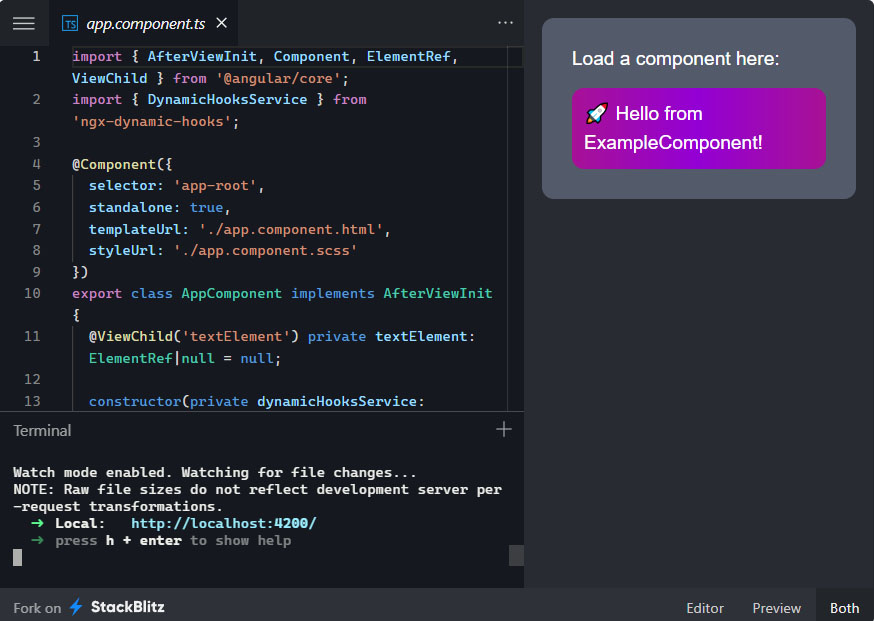 TS app.component.ts ✕ ...
1 import { AfterViewInit, Component, ElementRef,
ViewChild } from '@angular/core';
2 import { DynamicHooksService } from
'ngx-dynamic-hooks';
3
4 @Component({
5 selector: 'app-root',
6 standalone: true,
7 templateUrl: './app.component.html',
8 styleUrl: './app.component.scss'
9 })
10 export class AppComponent implements AfterViewInit
{
11 @ViewChild('textElement') private textElement:
ElementRef|null = null;
12
13 constructor(private dynamicHooksService:
Terminal
Watch mode enabled. Watching for file changes...
NOTE: Raw file sizes do not reflect development server per
-request transformations.
➜ Local: http://localhost:4200/
➜ press h + enter to show help
Load a component here:
🚀 Hello from
ExampleComponent!
Fork on StackBlitz
Editor Preview Both